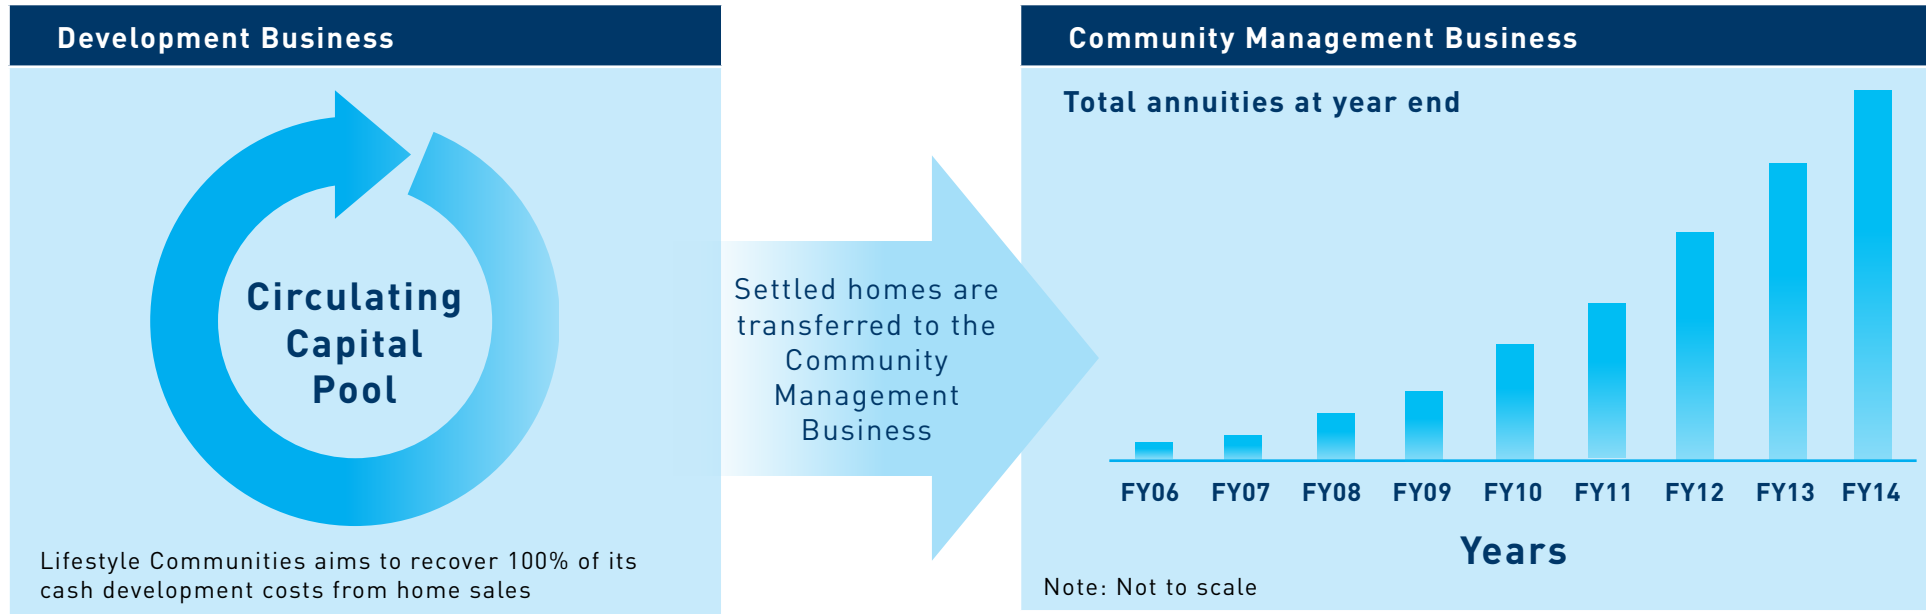 Development Business
Circulating
Capital
Pool
Lifestyle Communities aims to recover 100% of its
cash development costs from home sales
Settled homes are
transferred to the
Community
Management
Business
Community Management Business
Total annuities at year end
FY06 FY07 FY08 FY09 FY10 FY11 FY12 FY13 FY14
Years
Note: Not to scale